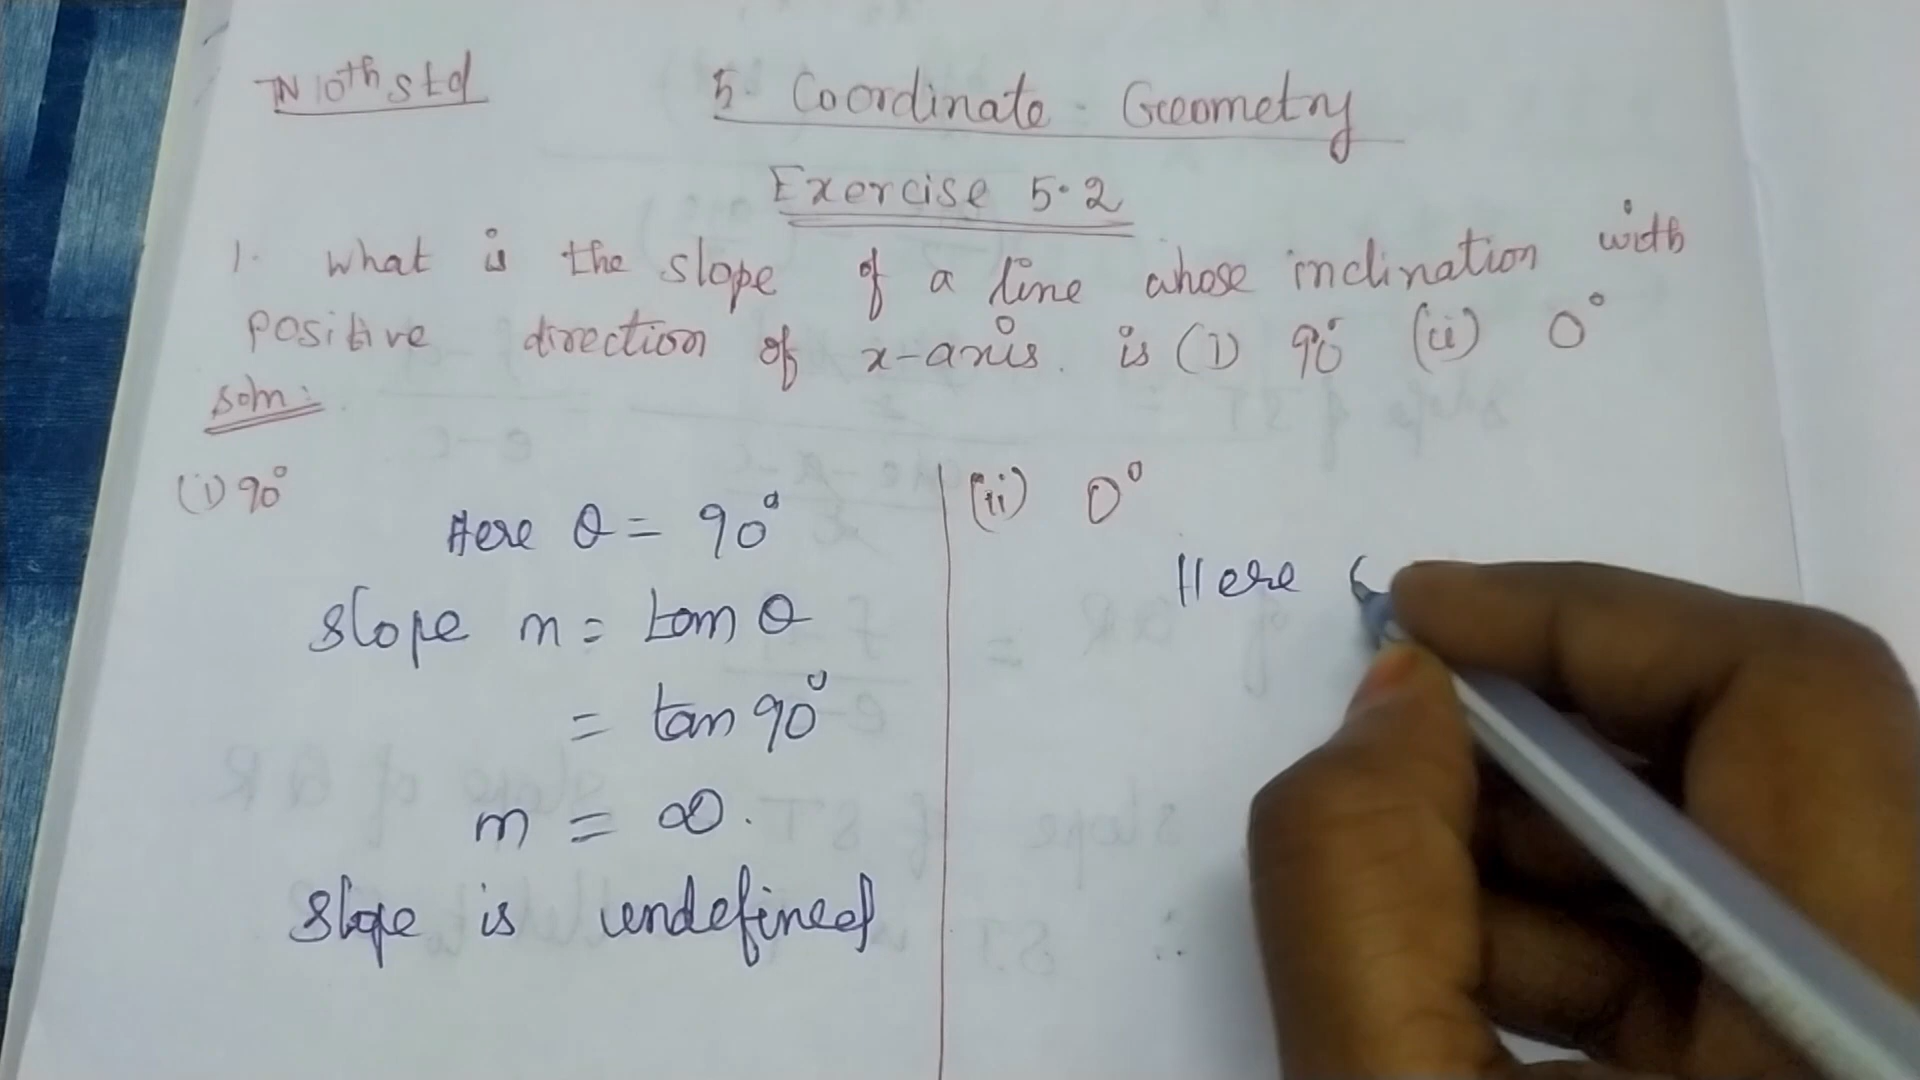 TN 10th std
5. Coordinate Geometry
Exercise 5.2
1. What is the slope of a line whose inclination with
positive direction of x-axis. is (i) 90° (ii) 0°
Soln:
(i) 90°
Here θ = 90°
Slope m = tan θ
= tan 90°
m = ∞.
Slope is undefined
(ii) 0°
Here